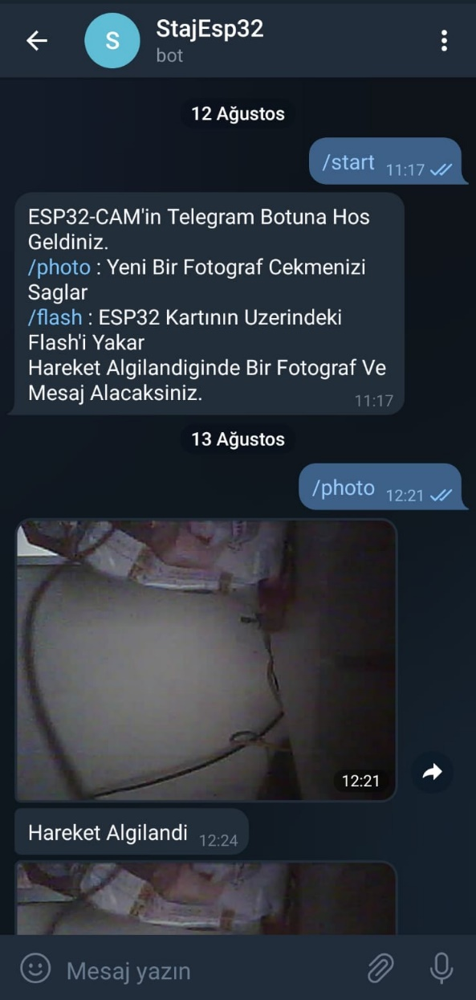 S
StajEsp32
bot
12 Ağustos
/start 11:17
ESP32-CAM'in Telegram Botuna Hos
Geldiniz.
/photo : Yeni Bir Fotograf Cekmenizi
Saglar
/flash : ESP32 Kartının Uzerindeki
Flash'i Yakar
Hareket Algilandiginde Bir Fotograf Ve
Mesaj Alacaksiniz.
11:17
13 Ağustos
/photo 12:21
12:21
Hareket Algilandi 12:24
Mesaj yazın